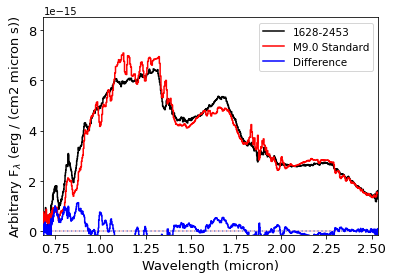 1e−15
1628-2453
M9.0 Standard
Difference
8
6
4
2
0
Arbitrary Fλ (erg / (cm2 micron s))
0.75 1.00 1.25 1.50 1.75 2.00 2.25 2.50
Wavelength (micron)